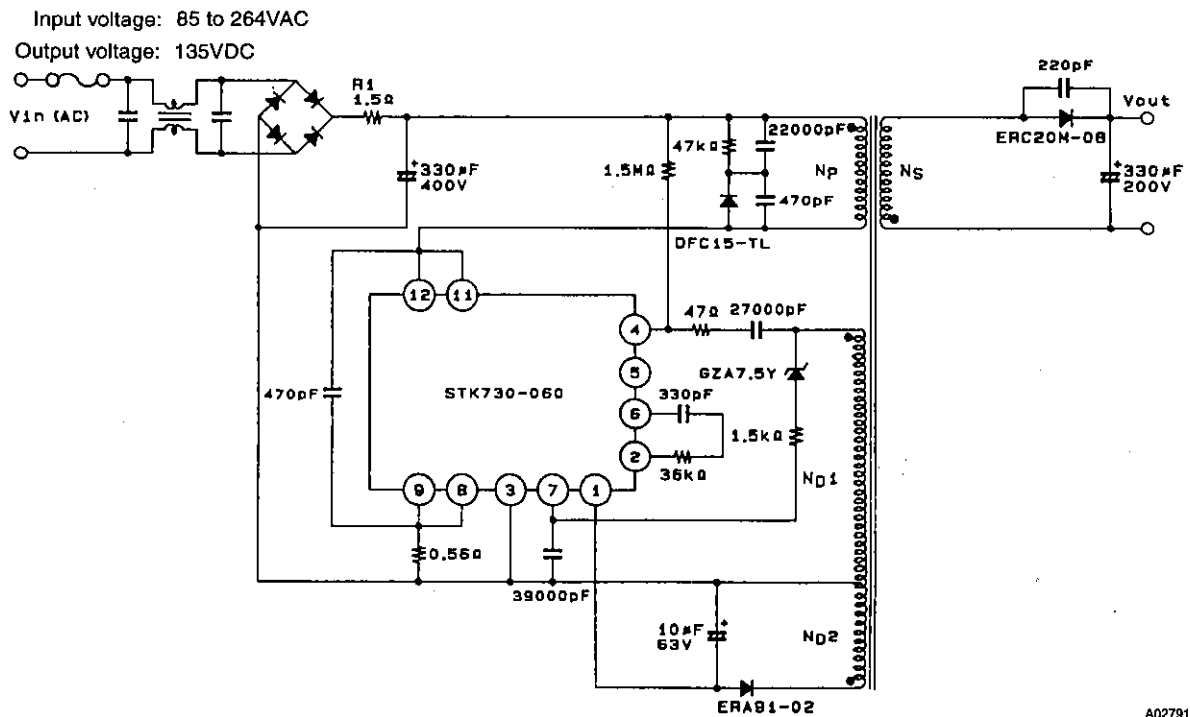 Input voltage: 85 to 264VAC
Output voltage: 135VDC
Vin (AC)
R1
1.5Ω
330μF
400V
1.5MΩ
47kΩ
22000pF
470pF
DFC15-TL
NP
NS
220pF
ERC20M-08
Vout
330μF
200V
12
11
4
5
6
2
9
8
3
7
1
STK730-060
470pF
47Ω
27000pF
GZA7.5Y
330pF
36kΩ
1.5kΩ
ND1
0.56Ω
39000pF
10μF
63V
ND2
ERA91-02
A02791